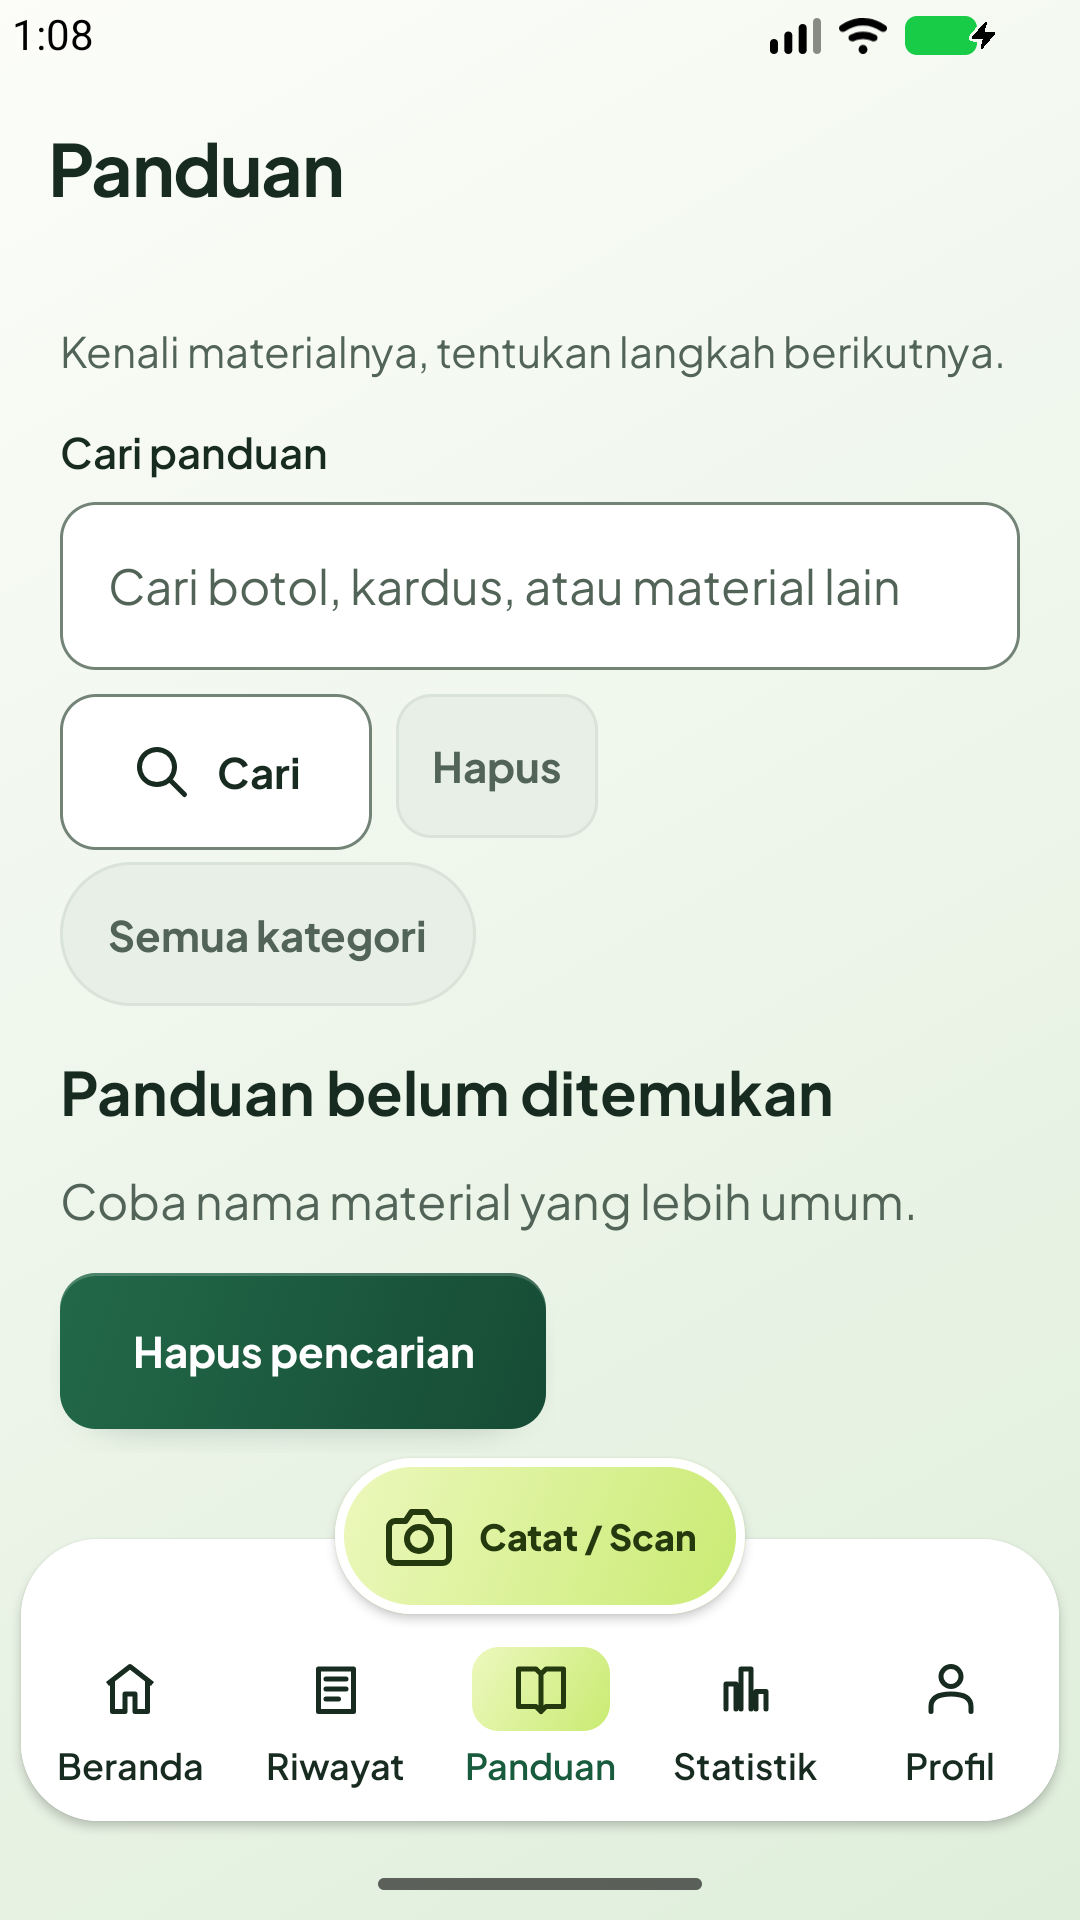 1:08
Panduan
Kenali materialnya, tentukan langkah berikutnya.
Cari panduan
Cari botol, kardus, atau material lain
Cari
Hapus
Semua kategori
Panduan belum ditemukan
Coba nama material yang lebih umum.
Hapus pencarian
Catat / Scan
Beranda
Riwayat
Panduan
Statistik
Profil